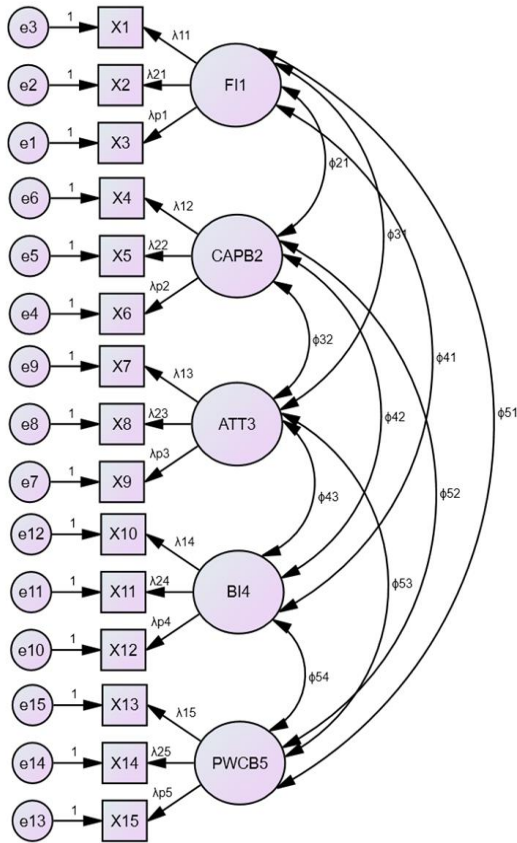 e3 1 X1 λ11
e2 1 X2 λ21 FI1
e1 1 X3 λp1
ϕ21
e6 1 X4 λ12
ϕ31
e5 1 X5 λ22 CAPB2
e4 1 X6 λp2
ϕ32
ϕ41
e9 1 X7 λ13
ϕ42
ϕ51
e8 1 X8 λ23 ATT3
e7 1 X9 λp3
ϕ43
ϕ52
e12 1 X10 λ14
ϕ53
e11 1 X11 λ24 BI4
e10 1 X12 λp4
ϕ54
e15 1 X13 λ15
e14 1 X14 λ25 PWCB5
e13 1 X15 λp5